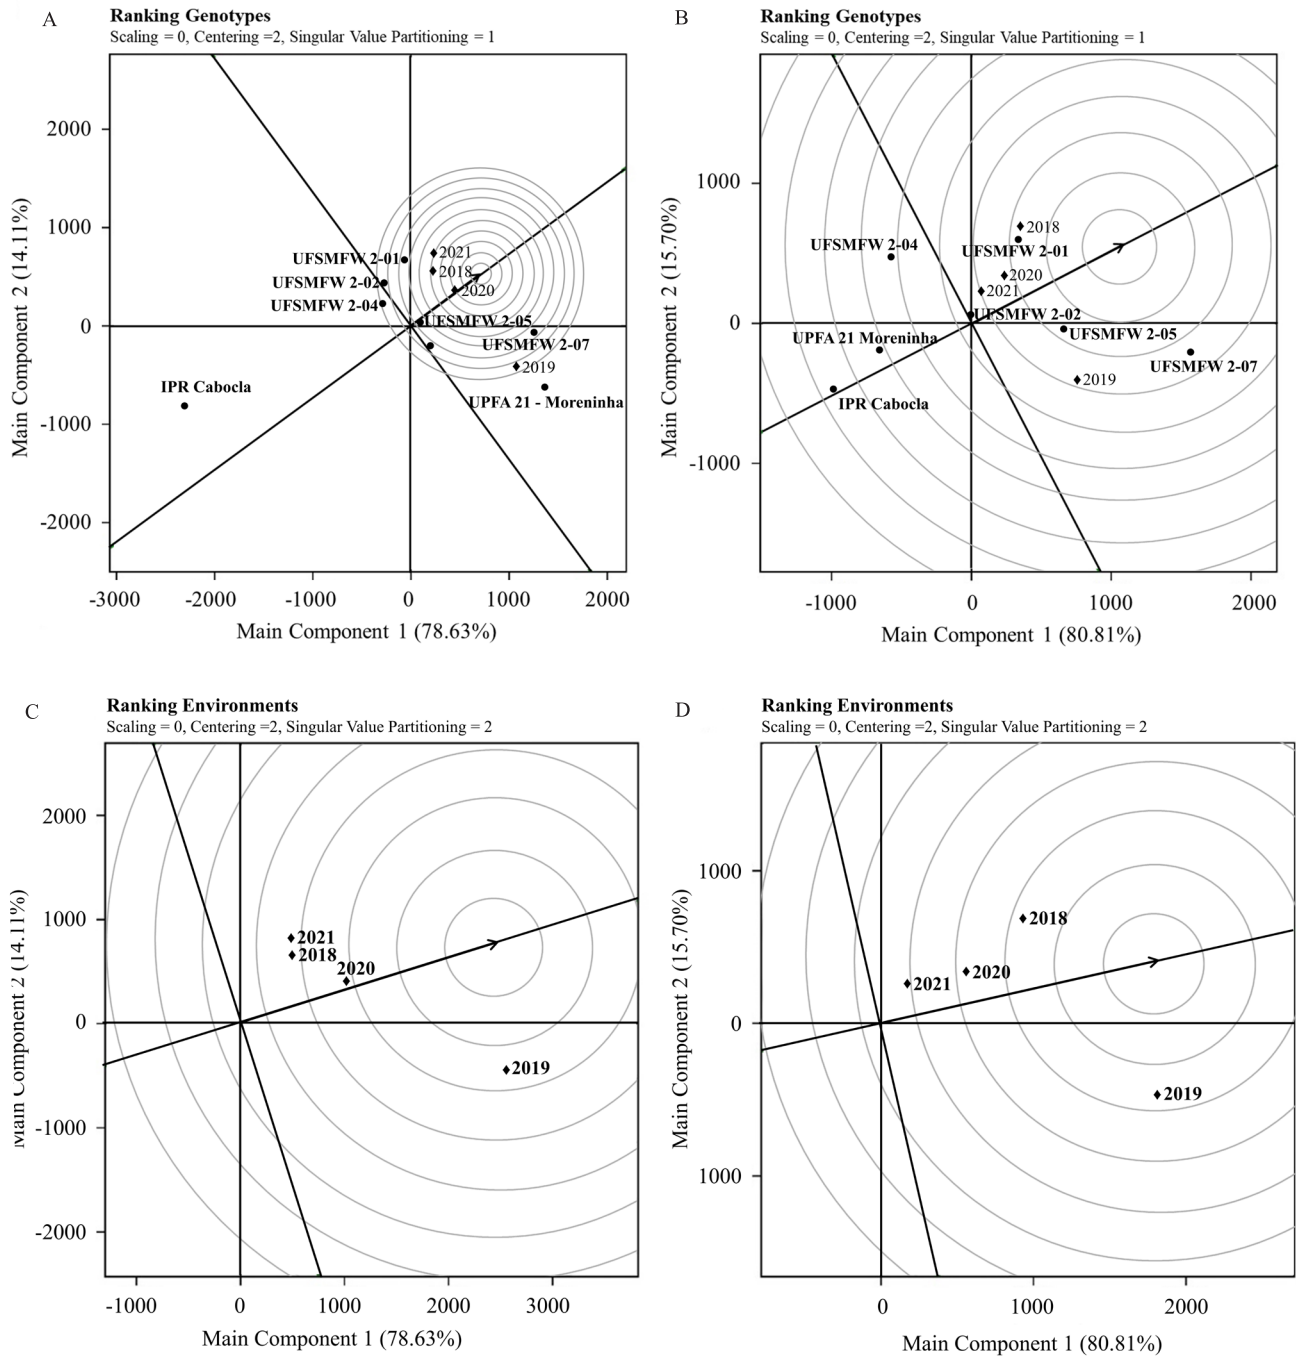 A
Ranking Genotypes
Scaling = 0, Centering =2, Singular Value Partitioning = 1
2000
1000
0
-1000
-2000
Main Component 2 (14.11%)
2021
UFSMFW 2-01
2018
UFSMFW 2-02
2020
UFSMFW 2-04
UFSMFW 2-05
UFSMFW 2-07
2019
IPR Cabocla
UPFA 21 - Moreninha
-3000
-2000
-1000
0
1000
2000
Main Component 1 (78.63%)
B
Ranking Genotypes
Scaling = 0, Centering =2, Singular Value Partitioning = 1
1000
0
-1000
Main Component 2 (15.70%)
2018
UFSMFW 2-04
UFSMFW 2-01
2020
2021
UFSMFW 2-02
UPFA 21 Moreninha
UFSMFW 2-05
UFSMFW 2-07
2019
IPR Cabocla
-1000
0
1000
2000
Main Component 1 (80.81%)
C
Ranking Environments
Scaling = 0, Centering =2, Singular Value Partitioning = 2
2000
1000
0
-1000
-2000
Main Component 2 (14.11%)
2021
2018
2020
2019
-1000
0
1000
2000
3000
Main Component 1 (78.63%)
D
Ranking Environments
Scaling = 0, Centering =2, Singular Value Partitioning = 2
1000
0
1000
Main Component 2 (15.70%)
2018
2020
2021
2019
0
1000
2000
Main Component 1 (80.81%)